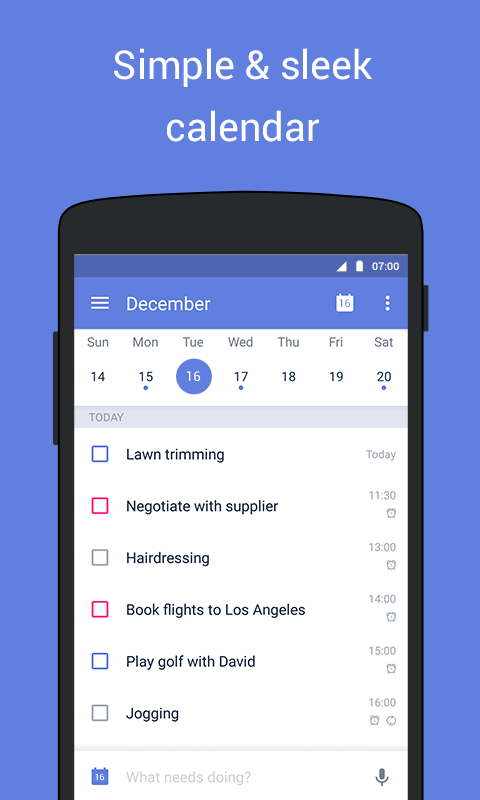 Simple & sleek
calendar
07:00
December 16
Sun Mon Tue Wed Thu Fri Sat
14 15 16 17 18 19 20
TODAY
Lawn trimming Today
Negotiate with supplier 11:30
Hairdressing 13:00
Book flights to Los Angeles 14:00
Play golf with David 15:00
Jogging 16:00
16 What needs doing?